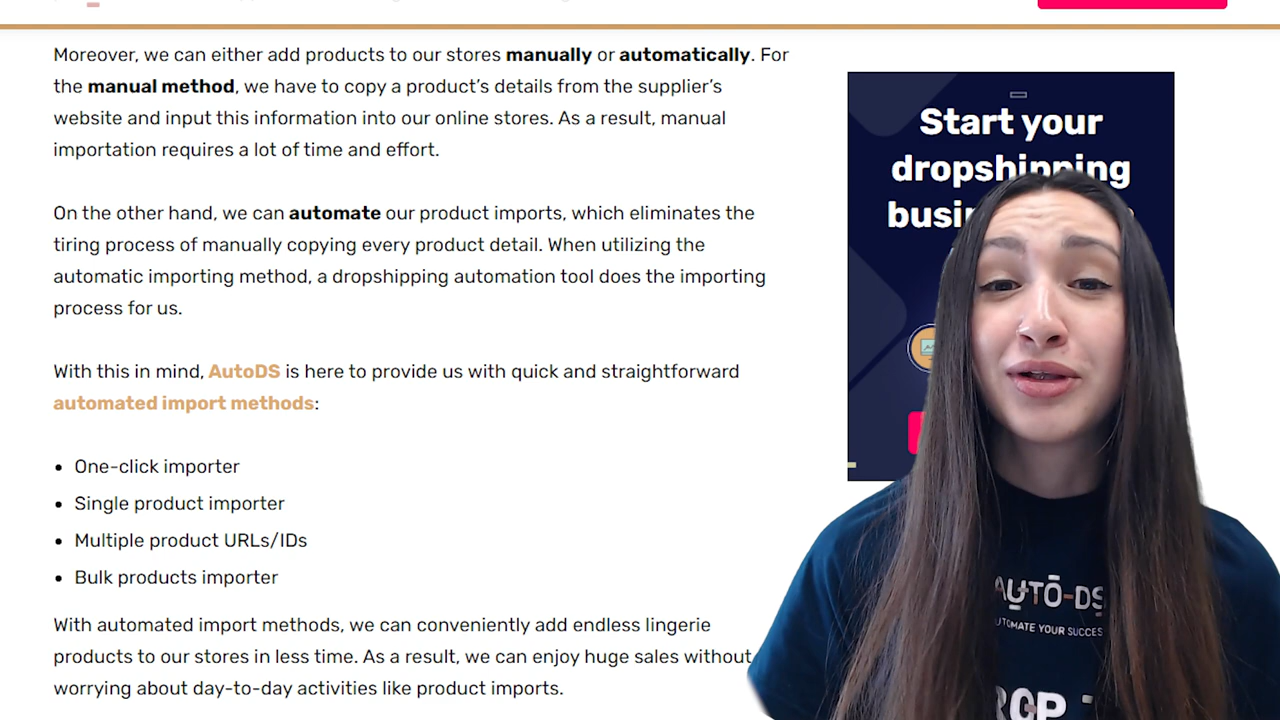 Moreover, we can either add products to our stores manually or automatically. For
the manual method, we have to copy a product’s details from the supplier’s
website and input this information into our online stores. As a result, manual
importation requires a lot of time and effort.
On the other hand, we can automate our product imports, which eliminates the
tiring process of manually copying every product detail. When utilizing the
automatic importing method, a dropshipping automation tool does the importing
process for us.
With this in mind, AutoDS is here to provide us with quick and straightforward
automated import methods:
• One-click importer
• Single product importer
• Multiple product URLs/IDs
• Bulk products importer
With automated import methods, we can conveniently add endless lingerie
products to our stores in less time. As a result, we can enjoy huge sales without
worrying about day-to-day activities like product imports.
Start your
dropshipping
AUTO-DS